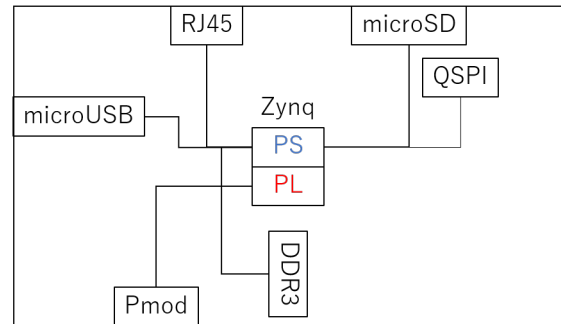 RJ45
microSD
QSPI
Zynq
microUSB
PS
PL
DDR3
Pmod